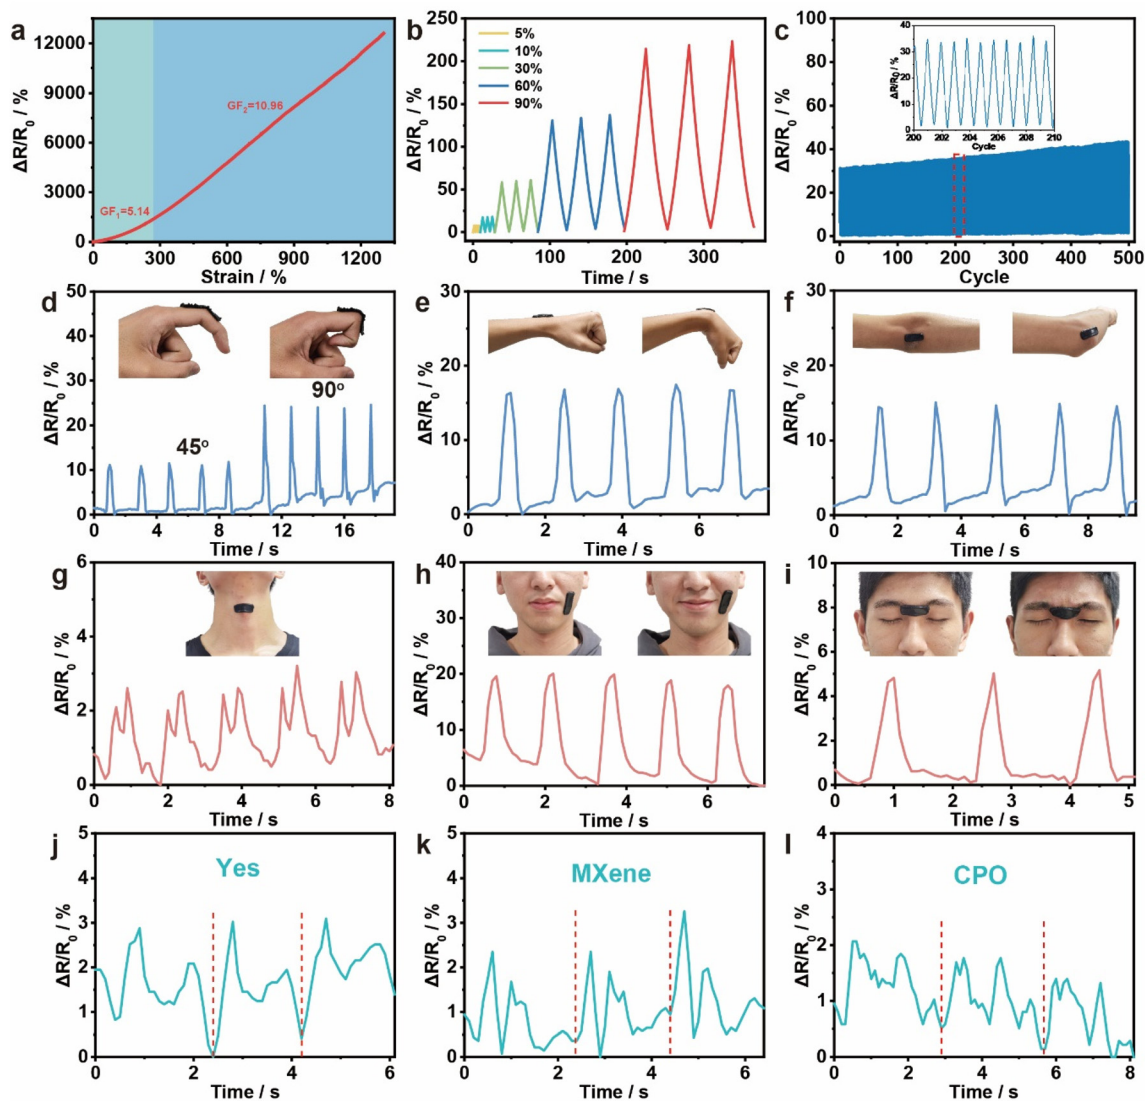 a
12000
9000
6000
3000
0
ΔR/R0 / %
GF1=5.14
GF2=10.96
0 300 600 900 1200
Strain / %
b
250
200
150
100
50
0
ΔR/R0 / %
5%
10%
30%
60%
90%
0 100 200 300
Time / s
c
100
80
60
40
20
0
ΔR/R0 / %
40
30
20
10
0
ΔR/R0 / %
200 202 204 206 208 210
Cycle
0 100 200 300 400 500
Cycle
d
50
40
30
20
10
0
ΔR/R0 / %
45°
90°
0 4 8 12 16
Time / s
e
30
20
10
0
ΔR/R0 / %
0 2 4 6
Time / s
f
30
20
10
0
ΔR/R0 / %
0 2 4 6 8
Time / s
g
6
4
2
0
ΔR/R0 / %
0 2 4 6 8
Time / s
h
40
30
20
10
0
ΔR/R0 / %
0 2 4 6
Time / s
i
10
8
6
4
2
0
ΔR/R0 / %
0 1 2 3 4 5
Time / s
j
5
4
3
2
1
0
ΔR/R0 / %
Yes
0 2 4 6
Time / s
k
5
4
3
2
1
0
ΔR/R0 / %
MXene
0 2 4 6
Time / s
l
4
3
2
1
0
ΔR/R0 / %
CPO
0 2 4 6 8
Time / s